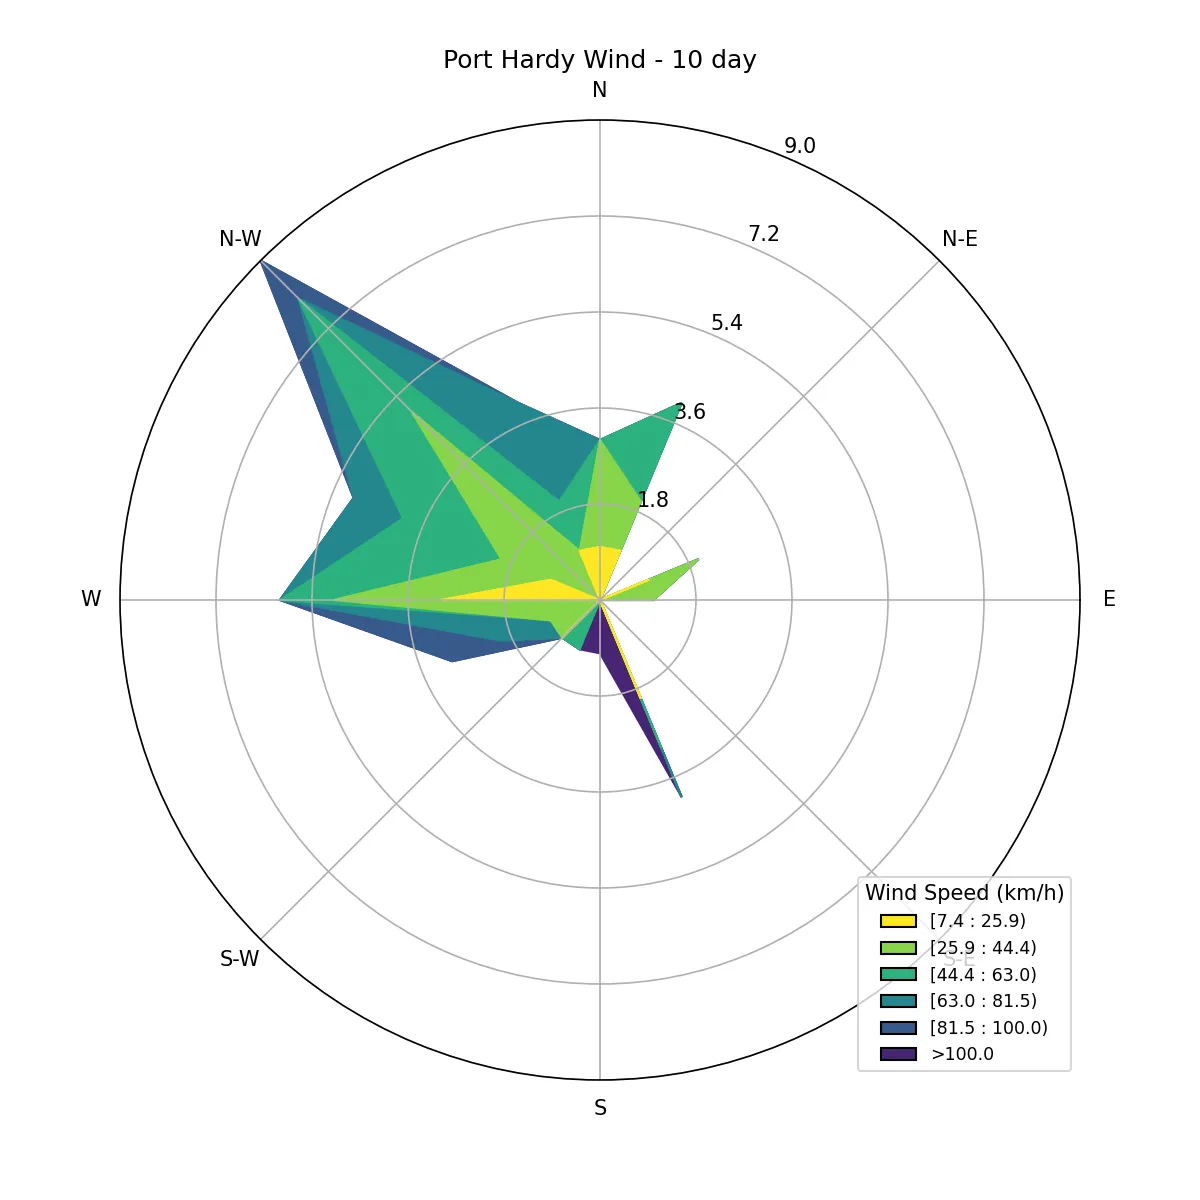 Port Hardy Wind - 10 day
N
9.0
N-W
7.2
N-E
5.4
3.6
1.8
W
E
Wind Speed (km/h)
[7.4 : 25.9)
[25.9 : 44.4)
S-W
S-E
[44.4 : 63.0)
[63.0 : 81.5)
[81.5 : 100.0)
>100.0
S